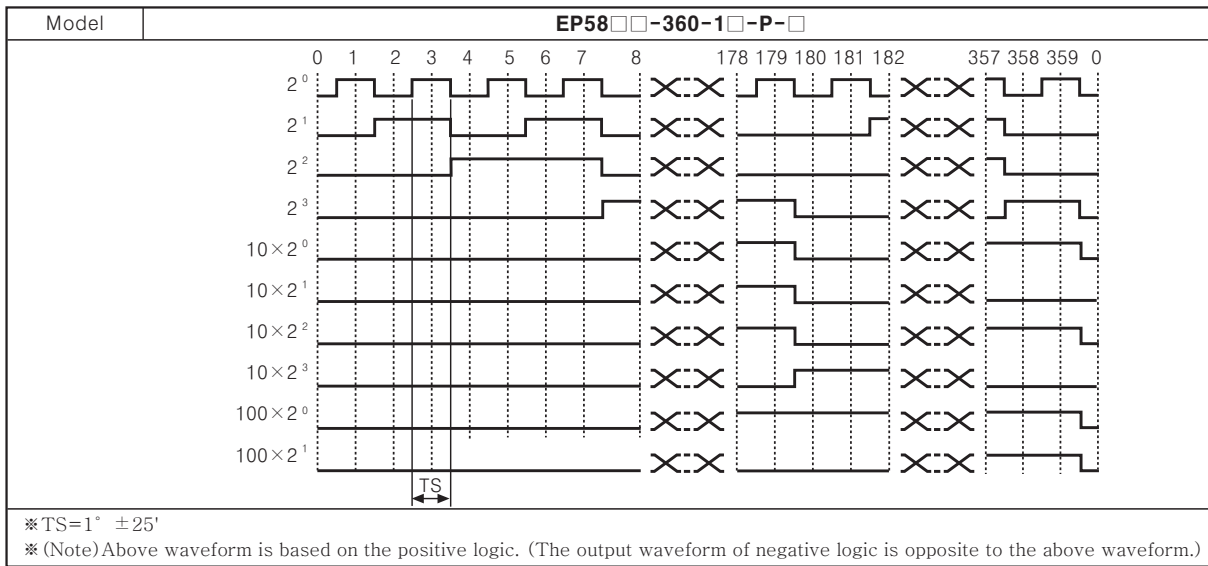 Model EP58□□-360-1□-P-□
0 1 2 3 4 5 6 7 8 178 179 180 181 182 357 358 359 0
2⁰
2¹
2²
2³
10×2⁰
10×2¹
10×2²
10×2³
100×2⁰
100×2¹
TS
※TS=1° ±25'
※(Note)Above waveform is based on the positive logic. (The output waveform of negative logic is opposite to the above waveform.)